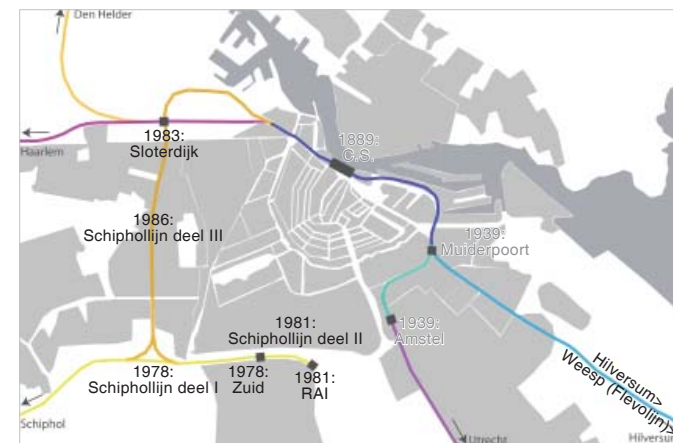 Den Helder
1983:
Sloterdijk
1889:
C.S.
Haarlem
1986:
Schiphollijn deel III
1939:
Muiderpoort
1981:
Schiphollijn deel II
1939:
Amstel
1978:
Schiphollijn deel I
1978:
Zuid
1981:
RAI
Hilversum>
Weesp (Flevolijn)>
Schiphol
Utrecht
Hilversum